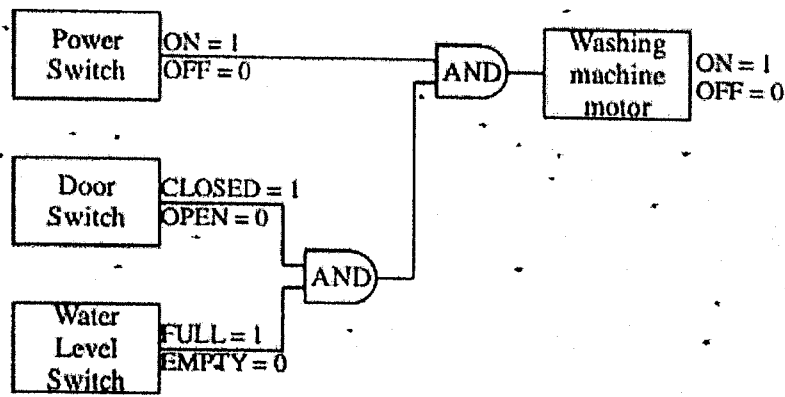 Power
Switch
ON = 1
OFF = 0
AND
Washing
machine
motor
ON = 1
OFF = 0
Door
Switch
CLOSED = 1
OPEN = 0
AND
Water
Level
Switch
FULL = 1
EMPTY = 0